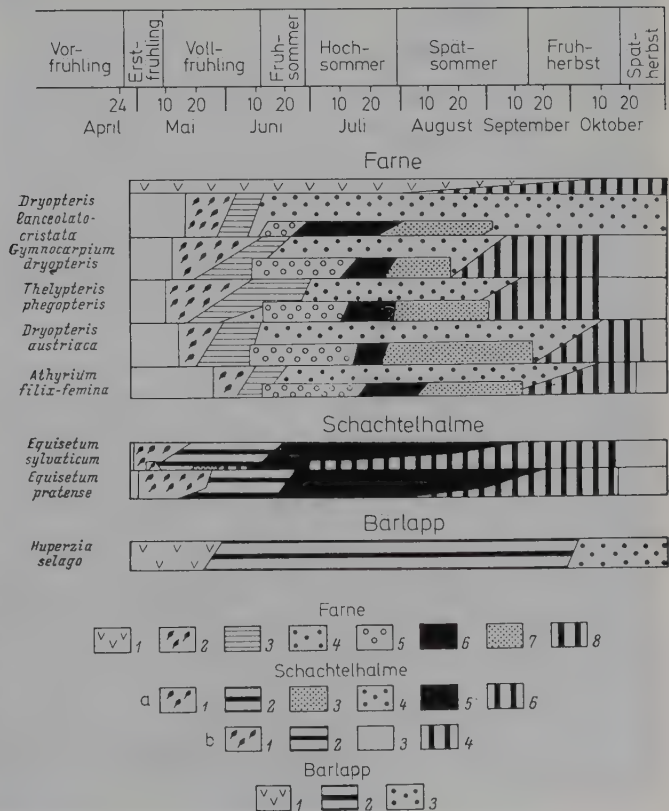 Vor-
frühling
Erst-
frühling
Voll-
frühling
Früh-
sommer
Hoch-
sommer
Spät-
sommer
Früh-
herbst
Spät-
herbst
24 10 20 10 20 10 20 10 20 10 20 10 20
April Mai Juni Juli August September Oktober
Farne
Dryopteris
lanceolato-
cristata
Gymnocarpium
dryopteris
Thelypteris
phegopteris
Dryopteris
austriaca
Athyrium
filix-femina
Schachtelhalme
Equisetum
sylvaticum
Equisetum
pratense
Bärlapp
Huperzia
selago
Farne
1 2 3 4 5 6 7 8
Schachtelhalme
a 1 2 3 4 5 6
b 1 2 3 4
Bärlapp
1 2 3